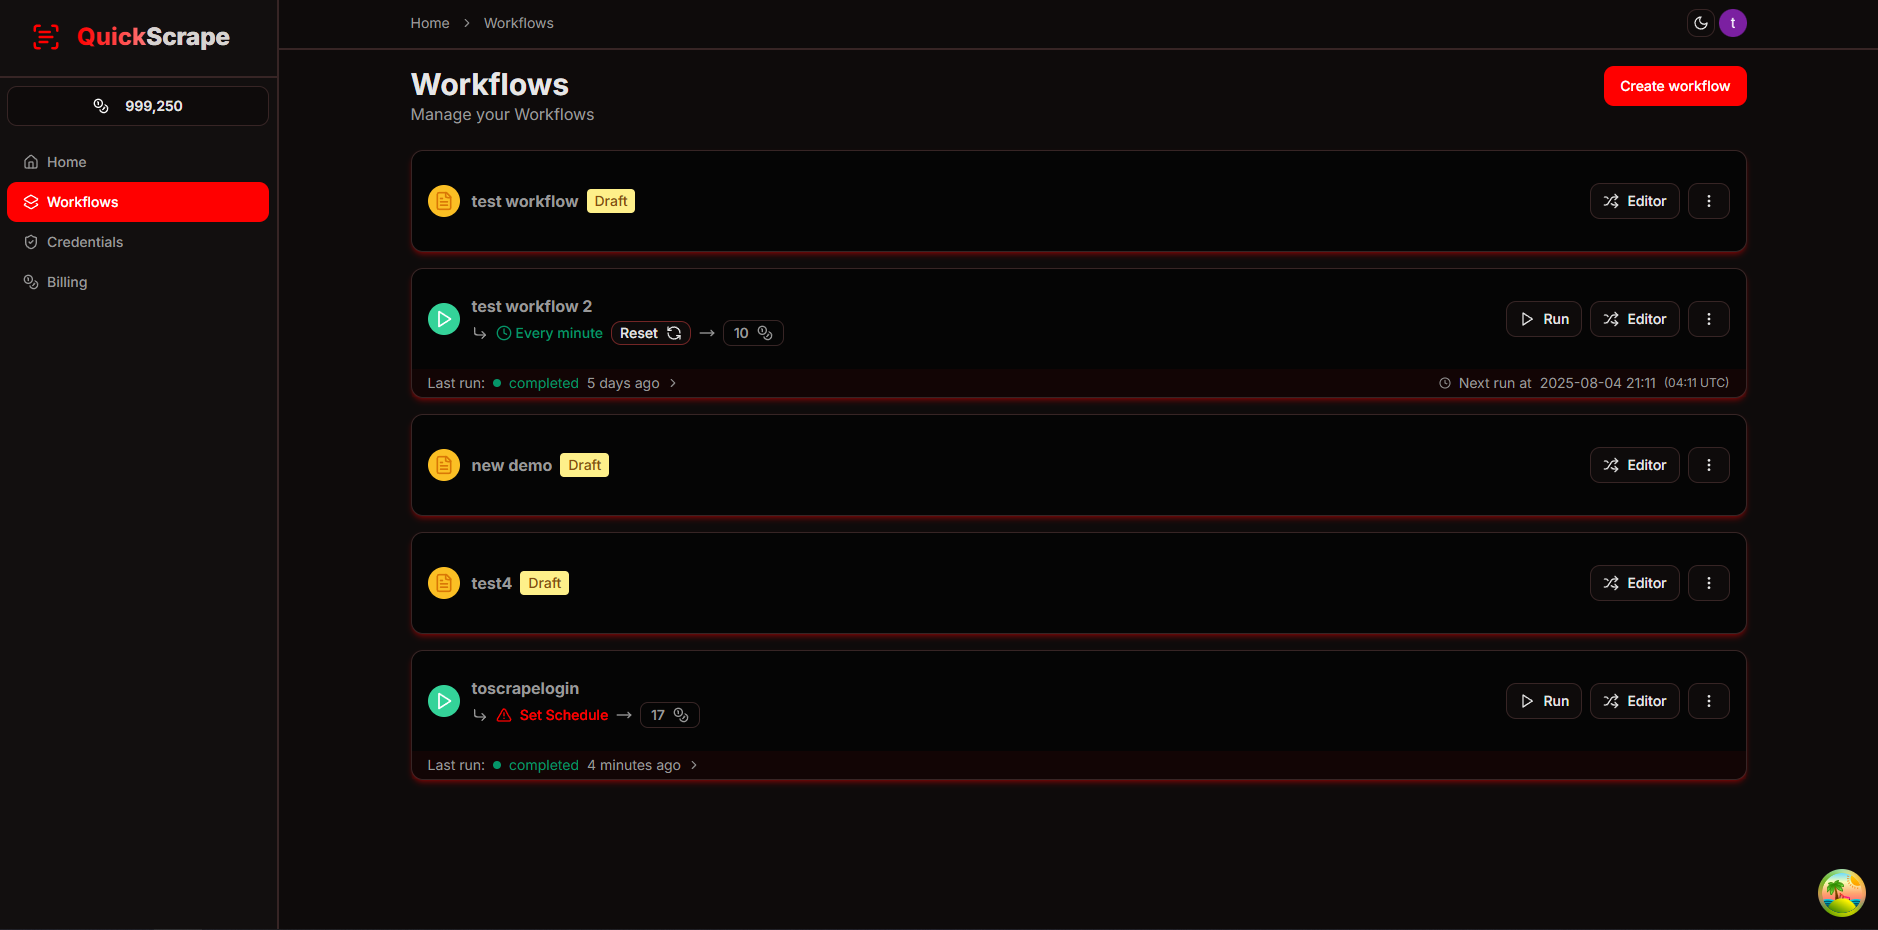 QuickScrape
999,250
Home
Workflows
Credentials
Billing
Home > Workflows
t
Workflows
Manage your Workflows
Create workflow
test workflow Draft
Editor
test workflow 2
Every minute Reset → 10
Run Editor
Last run: completed 5 days ago >
Next run at 2025-08-04 21:11 (04:11 UTC)
new demo Draft
Editor
test4 Draft
Editor
toscrapelogin
Set Schedule → 17
Run Editor
Last run: completed 4 minutes ago >